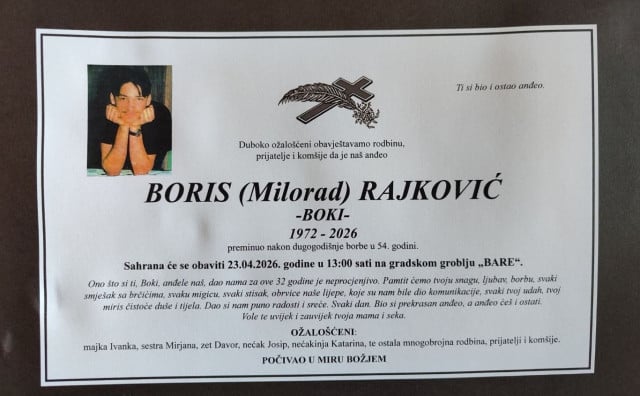 Ti si bio i ostao anđeo.
Duboko ožalošćeni obavještavamo rodbinu,
prijatelje i komšije da je naš anđeo
BORIS (Milorad) RAJKOVIĆ
-BOKI-
1972 - 2026
preminuo nakon dugogodišnje borbe u 54. godini.
Sahrana će se obaviti 23.04.2026. godine u 13:00 sati na gradskom groblju „BARE“.
Ono što si ti, Boki, anđele naš, dao nama za ove 32 godine je neprocjenjivo. Pamtit ćemo tvoju snagu, ljubav, borbu, svaki
smješak sa brčićima, svaku migicu, svaki stisak, obrvice naše lijepe, koje su nam bile dio komunikacije, svaki tvoj udah, tvoj
miris čistoće duše i tijela. Dao si nam puno radosti i sreće. Svaki dan. Bio si prekrasan anđeo, a anđeo ćeš i ostati.
Vole te uvijek i zauvijek tvoja mama i seka.
OŽALOŠĆENI:
majka Ivanka, sestra Mirjana, zet Davor, nećak Josip, nećakinja Katarina, te ostala mnogobrojna rodbina, prijatelji i komšije.
POČIVAO U MIRU BOŽJEM